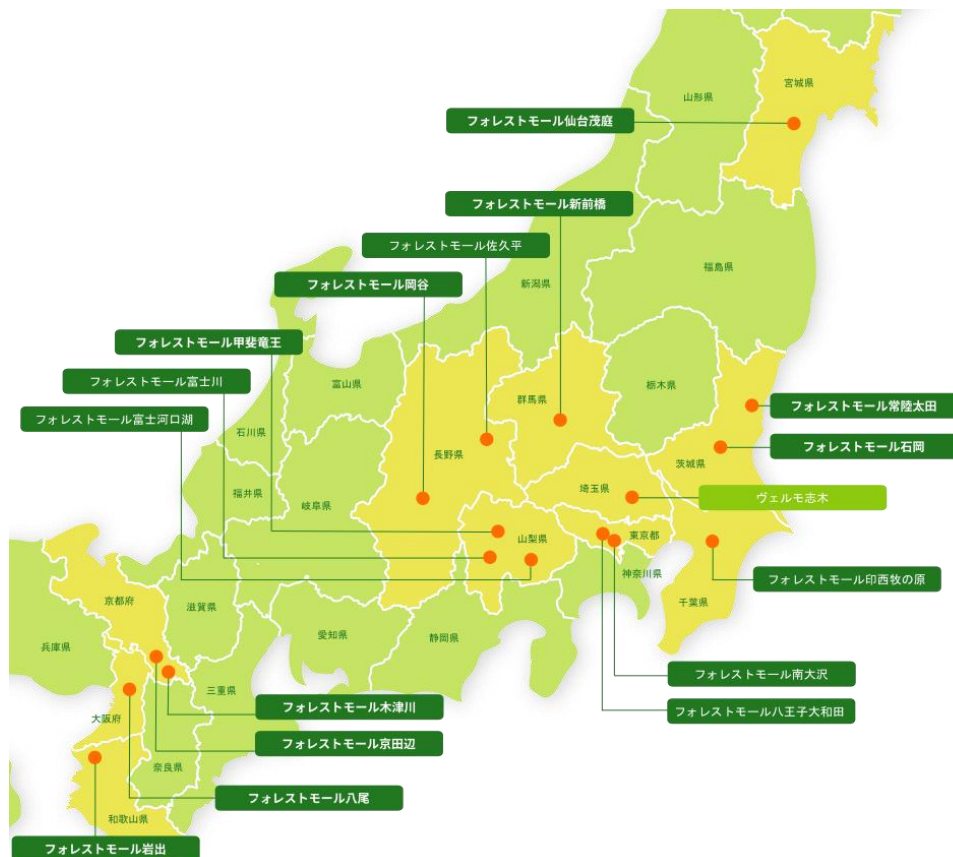 宮城県
山形県
フォレストモール仙台茂庭
フォレストモール新前橋
フォレストモール佐久平
福島県
フォレストモール岡谷
新潟県
フォレストモール甲斐竜王
フォレストモール富士川
富山県
栃木県
群馬県
フォレストモール常陸太田
フォレストモール富士河口湖
石川県
フォレストモール石岡
長野県
茨城県
福井県
埼玉県
ヴェルモ志木
岐阜県
山梨県
東京都
神奈川県
フォレストモール印西牧の原
京都府
滋賀県
千葉県
愛知県
静岡県
兵庫県
フォレストモール南大沢
三重県
フォレストモール木津川
フォレストモール八王子大和田
大阪府
フォレストモール京田辺
奈良県
フォレストモール八尾
和歌山県
フォレストモール岩出